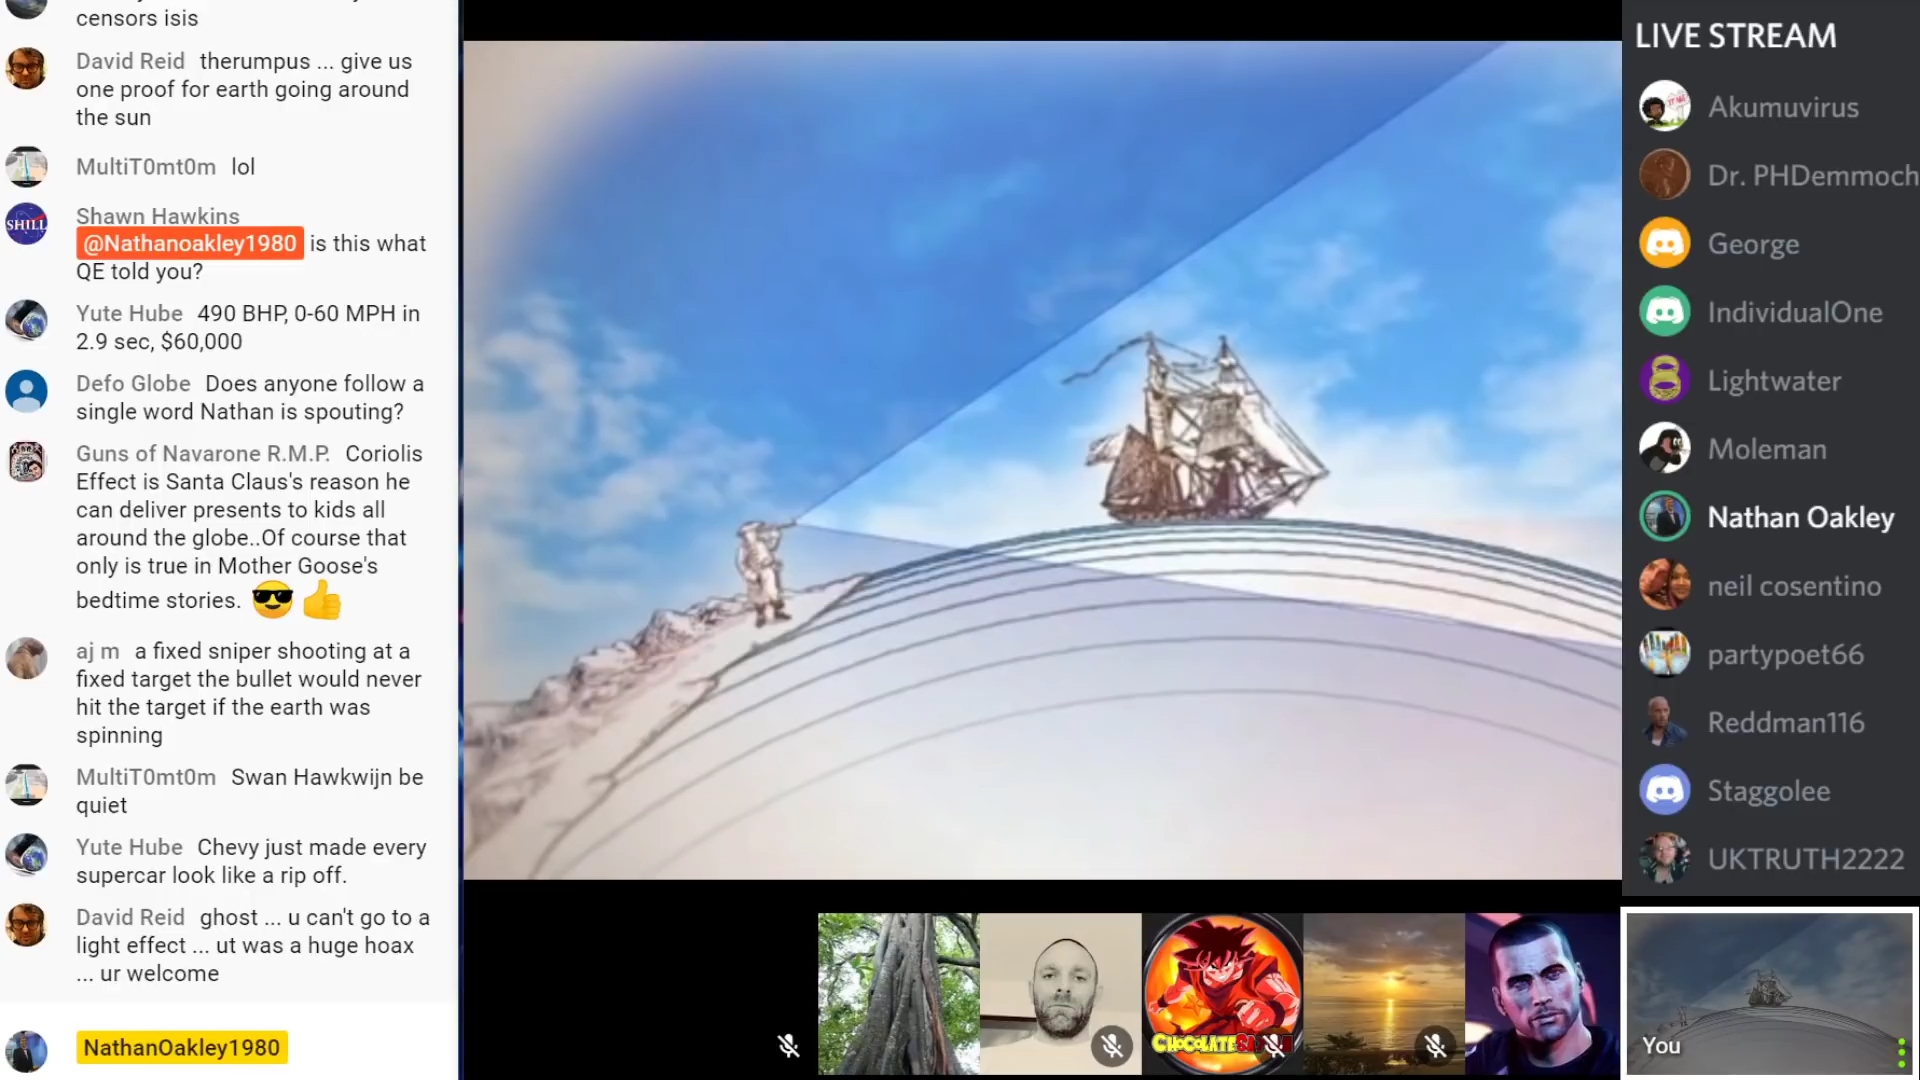 censors isis
David Reid therumpus ... give us
one proof for earth going around
the sun
MultiT0mt0m lol
SHILL
Shawn Hawkins
@Nathanoakley1980 is this what
QE told you?
Yute Hube 490 BHP, 0-60 MPH in
2.9 sec, $60,000
Defo Globe Does anyone follow a
single word Nathan is spouting?
Guns of Navarone R.M.P. Coriolis
Effect is Santa Claus's reason he
can deliver presents to kids all
around the globe..Of course that
only is true in Mother Goose's
bedtime stories. 😎👍
aj m a fixed sniper shooting at a
fixed target the bullet would never
hit the target if the earth was
spinning
MultiT0mt0m Swan Hawkwijn be
quiet
Yute Hube Chevy just made every
supercar look like a rip off.
David Reid ghost ... u can't go to a
light effect ... ut was a huge hoax
... ur welcome
NathanOakley1980
LIVE STREAM
Akumuvirus
Dr. PHDemmoch
George
IndividualOne
Lightwater
Moleman
Nathan Oakley
neil cosentino
partypoet66
Reddman116
Staggolee
UKTRUTH2222
You